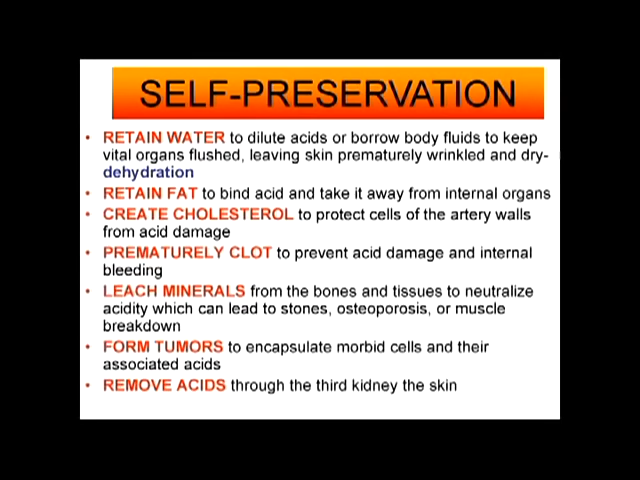 SELF-PRESERVATION
• RETAIN WATER to dilute acids or borrow body fluids to keep
vital organs flushed, leaving skin prematurely wrinkled and dry-
dehydration
• RETAIN FAT to bind acid and take it away from internal organs
• CREATE CHOLESTEROL to protect cells of the artery walls
from acid damage
• PREMATURELY CLOT to prevent acid damage and internal
bleeding
• LEACH MINERALS from the bones and tissues to neutralize
acidity which can lead to stones, osteoporosis, or muscle
breakdown
• FORM TUMORS to encapsulate morbid cells and their
associated acids
• REMOVE ACIDS through the third kidney the skin